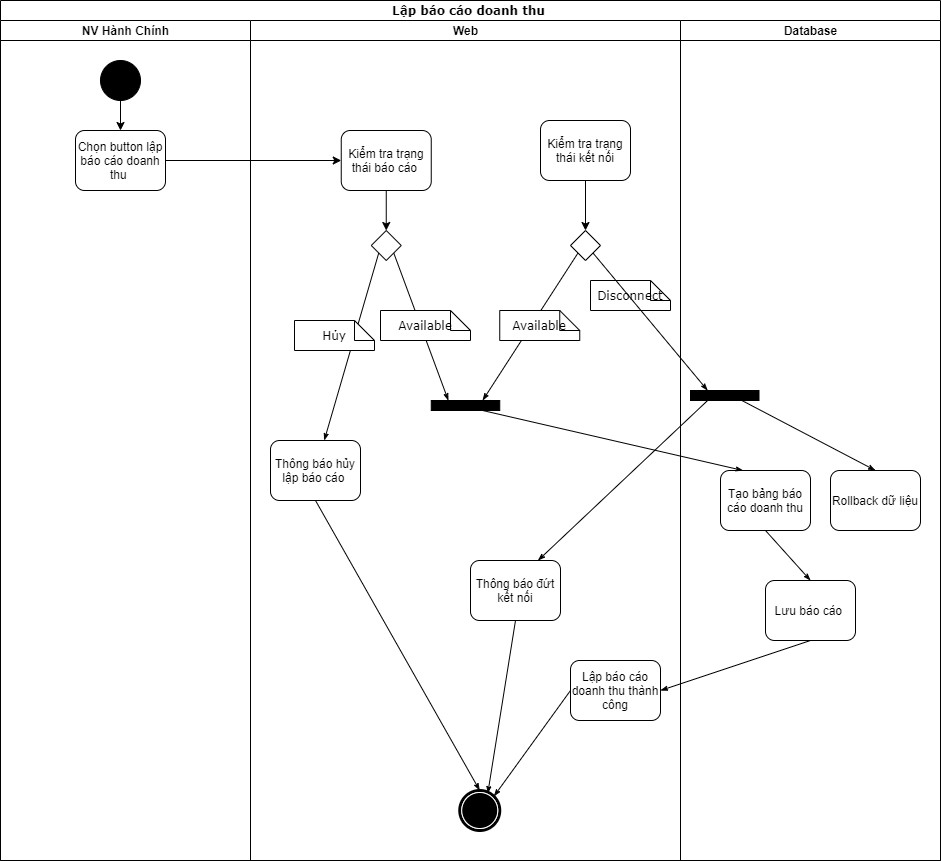 Lập báo cáo doanh thu
NV Hành Chính
Web
Database
Chọn button lập
báo cáo doanh
thu
Kiểm tra trạng
thái báo cáo
Kiểm tra trạng
thái kết nối
Disconnect
Hủy
Available
Available
Thông báo hủy
lập báo cáo
Tạo bảng báo
cáo doanh thu
Rollback dữ liệu
Thông báo đứt
kết nối
Lưu báo cáo
Lập báo cáo
doanh thu thành
công